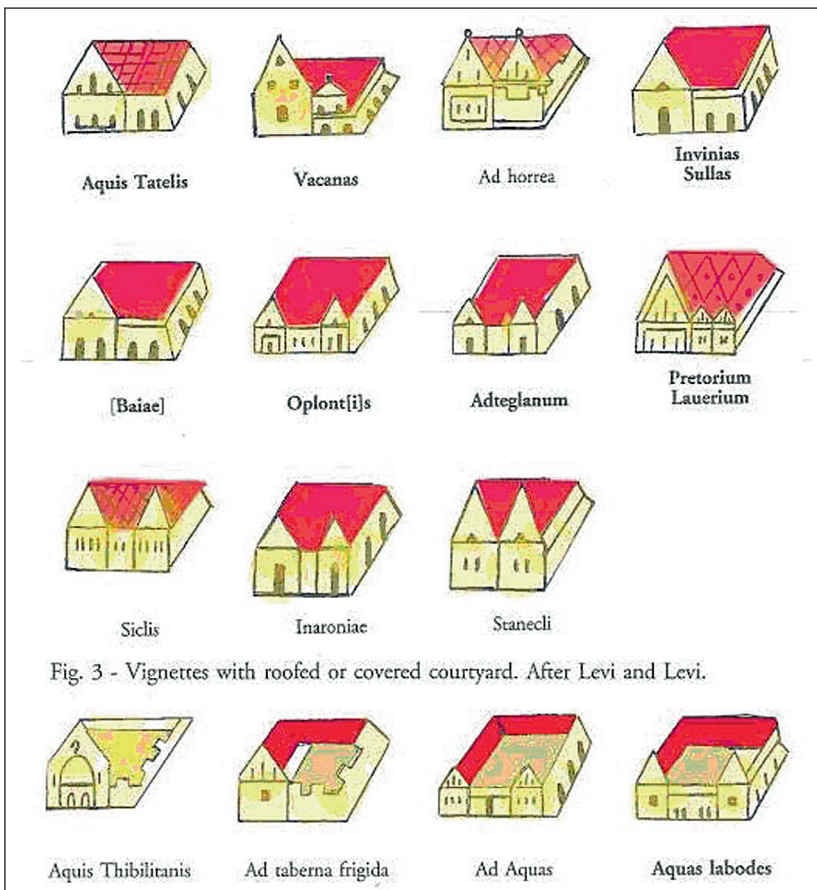 Aquis Tatelis
Vacanas
Ad horrea
Invinias
Sullas
[Baiae]
Oplont[i]s
Adteglanum
Pretorium
Lauerium
Siclis
Inaroniae
Stanecli
Fig. 3 - Vignettes with roofed or covered courtyard. After Levi and Levi.
Aquis Thibilitanis
Ad taberna frigida
Ad Aquas
Aquas labodes